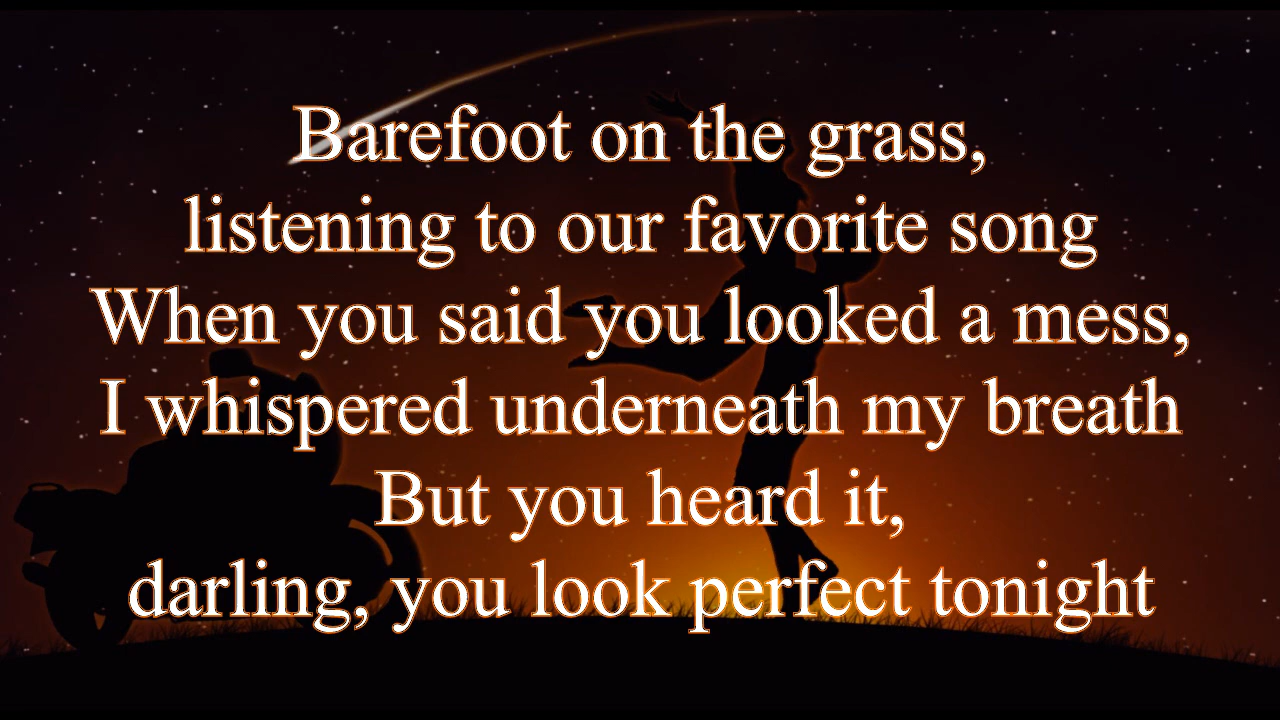 Barefoot on the grass,
listening to our favorite song
When you said you looked a mess,
I whispered underneath my breath
But you heard it,
darling, you look perfect tonight